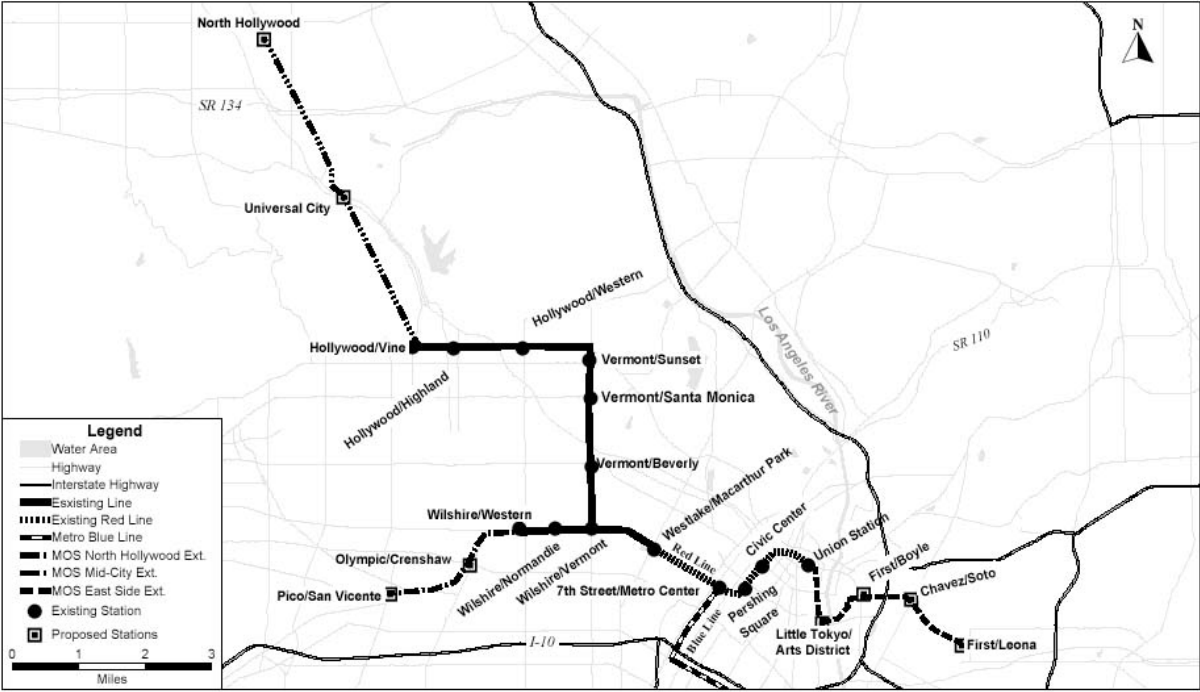 North Hollywood
N
SR 134
Universal City
Hollywood/Western
Los Angeles River
SR 110
Hollywood/Vine
Vermont/Sunset
Hollywood/Highland
Vermont/Santa Monica
Vermont/Beverly
Westlake/Macarthur Park
Wilshire/Western
Civic Center
Union Station
Red Line
Olympic/Crenshaw
Wilshire/Normandie
Wilshire/Vermont
First/Boyle
Chavez/Soto
Pico/San Vicente
7th Street/Metro Center
Pershing
Square
Blue Line
Little Tokyo/
Arts District
First/Leona
I-10
Legend
Water Area
Highway
Interstate Highway
Esxisting Line
Existing Red Line
Metro Blue Line
MOS North Hollywood Ext.
MOS Mid-City Ext.
MOS East Side Ext.
Existing Station
Proposed Stations
0 1 2 3
Miles